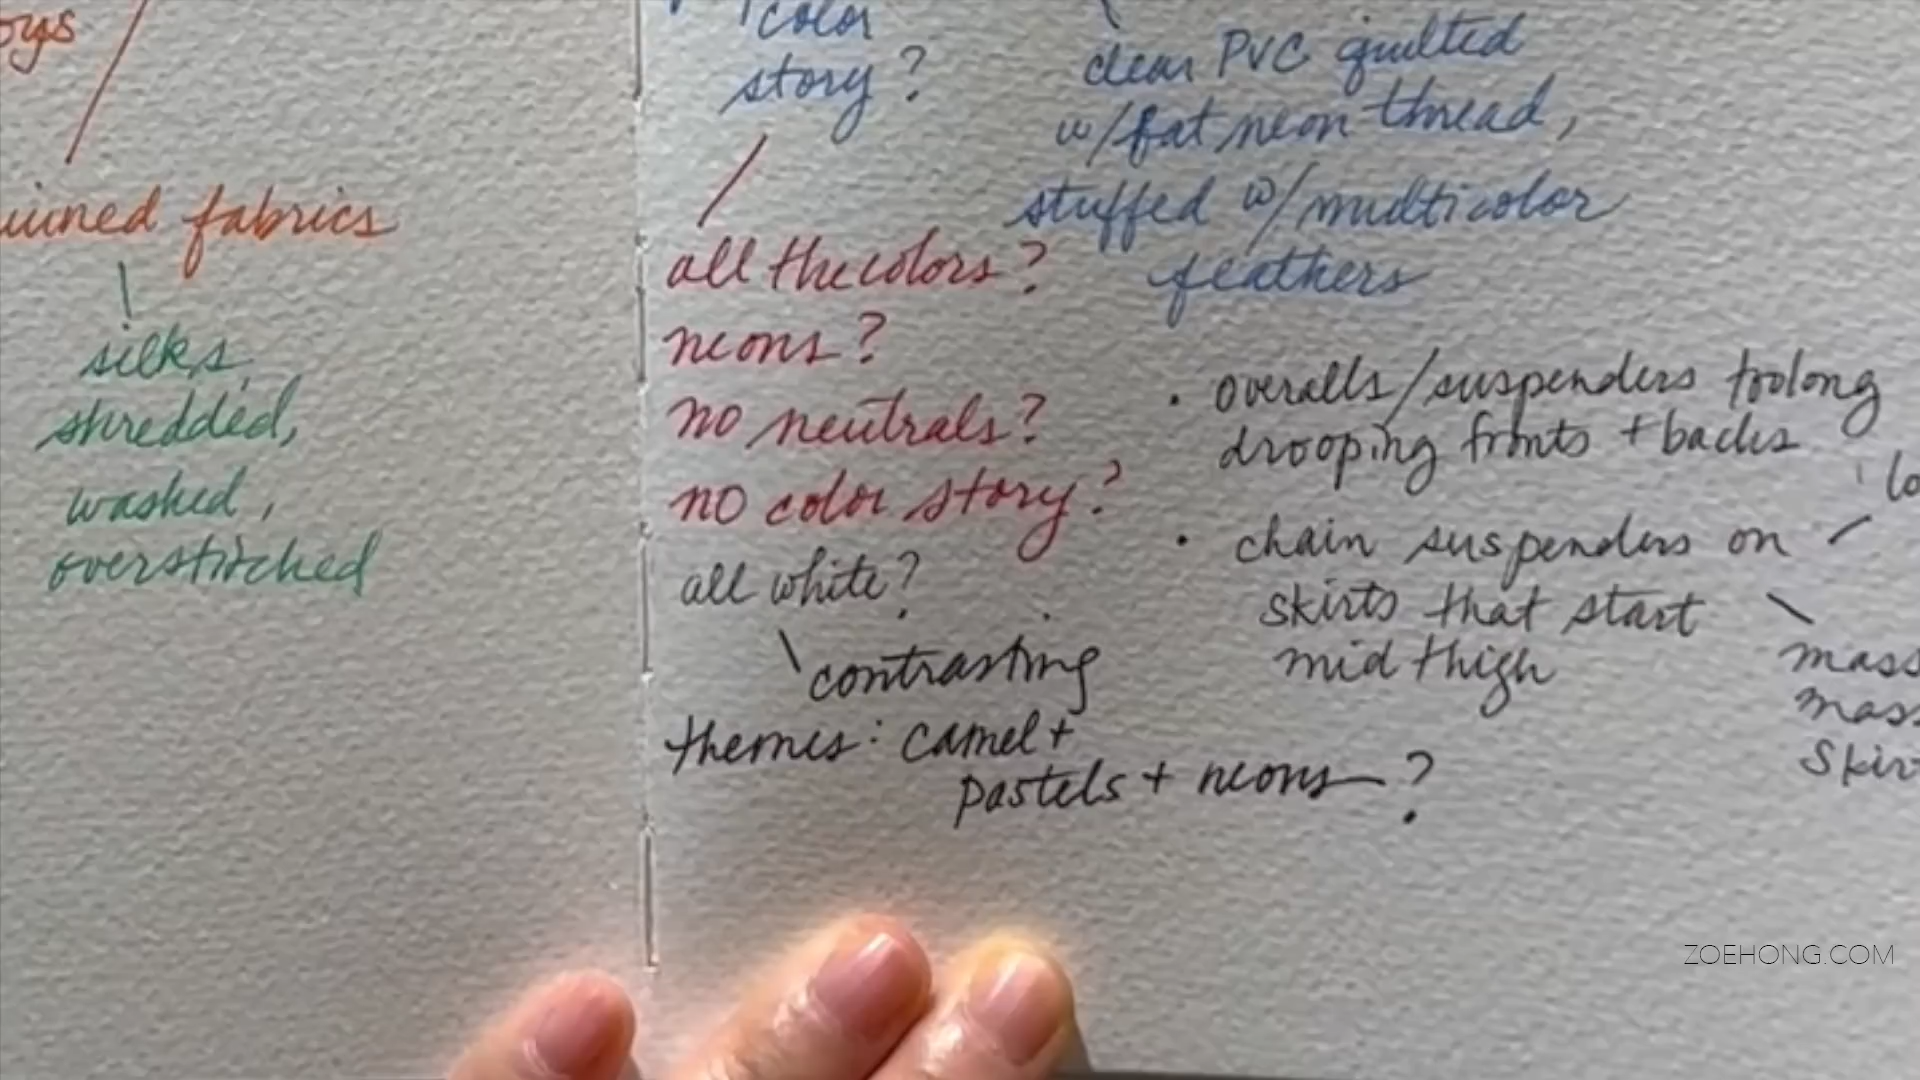 fabrics
silks,
shredded,
washed,
overstitched
color
story?
all the colors?
neons?
no neutrals?
no color story?
all white?
contrasting
themes: camel +
pastels + neons?
clear PVC quilted
w/fat neon thread,
stuffed w/multicolor
feathers
• overalls/suspenders too long
drooping fronts + backs
• chain suspenders on
skirts that start
mid thigh
ZOEHONG.COM